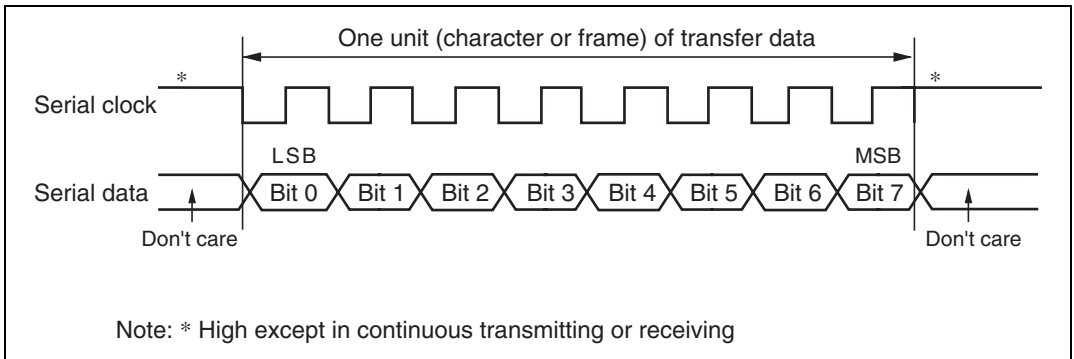 One unit (character or frame) of transfer data
*
*
Serial clock
LSB
MSB
Serial data
Bit 0
Bit 1
Bit 2
Bit 3
Bit 4
Bit 5
Bit 6
Bit 7
Don't care
Don't care
Note: * High except in continuous transmitting or receiving